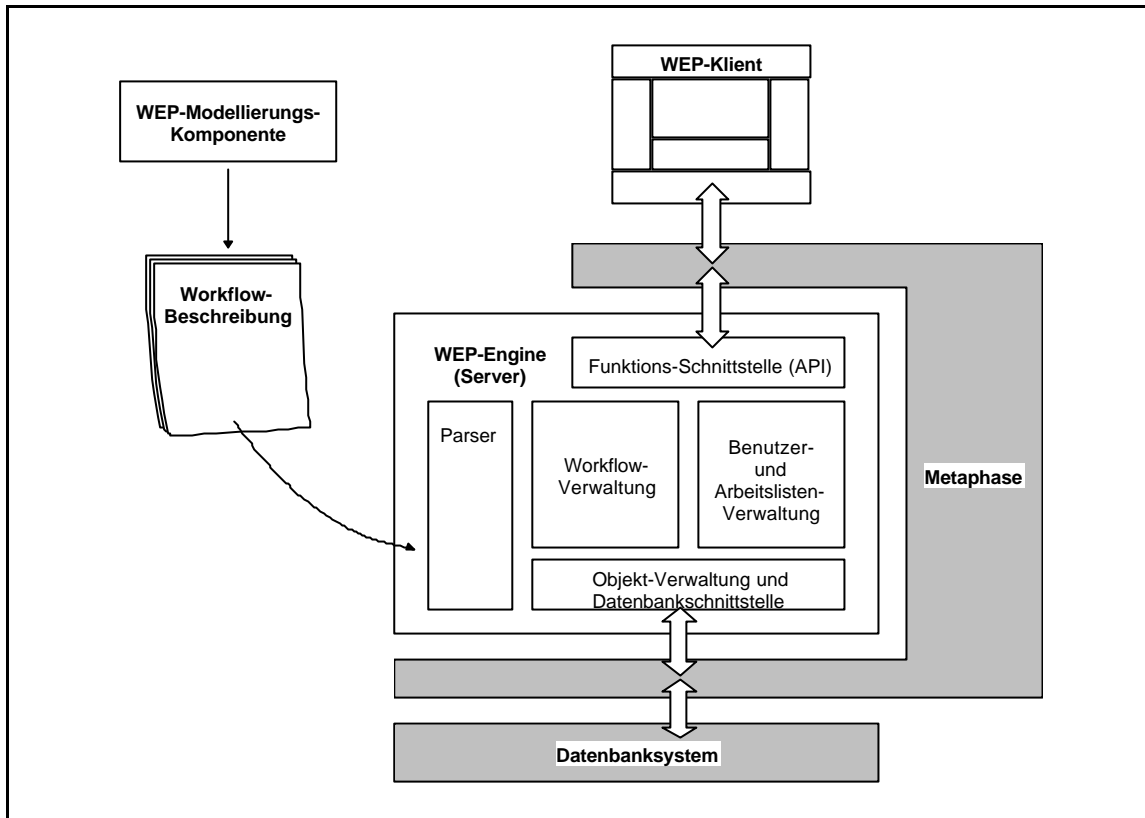 WEP-Klient
WEP-Modellierungs-
Komponente
Workflow-
Beschreibung
WEP-Engine
(Server)
Funktions-Schnittstelle (API)
Parser
Workflow-
Verwaltung
Benutzer-
und
Arbeitslisten-
Verwaltung
Metaphase
Objekt-Verwaltung und
Datenbankschnittstelle
Datenbanksystem